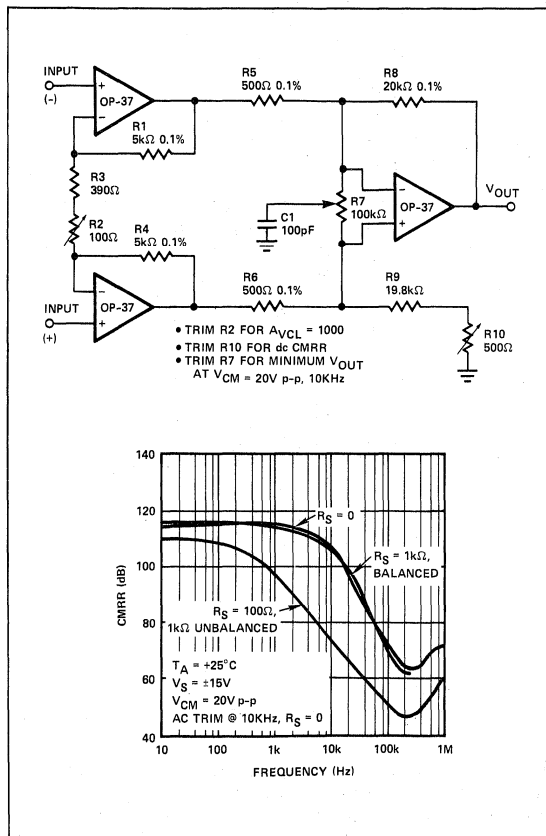 INPUT
(-)
+
OP-37
−
R5
500Ω 0.1%
R8
20kΩ 0.1%
R1
5kΩ 0.1%
R3
390Ω
R2
100Ω
R4
5kΩ 0.1%
C1
100pF
R7
100kΩ
−
OP-37
+
VOUT
−
OP-37
+
INPUT
(+)
R6
500Ω 0.1%
R9
19.8kΩ
R10
500Ω
• TRIM R2 FOR AVCL = 1000
• TRIM R10 FOR dc CMRR
• TRIM R7 FOR MINIMUM VOUT
AT VCM = 20V p-p, 10KHz
140
120
100
80
60
40
CMRR (dB)
RS = 0
RS = 1kΩ,
BALANCED
RS = 100Ω,
1kΩ UNBALANCED
TA = +25°C
VS = ±15V
VCM = 20V p-p
AC TRIM @ 10KHz, RS = 0
10 100 1k 10k 100k 1M
FREQUENCY (Hz)